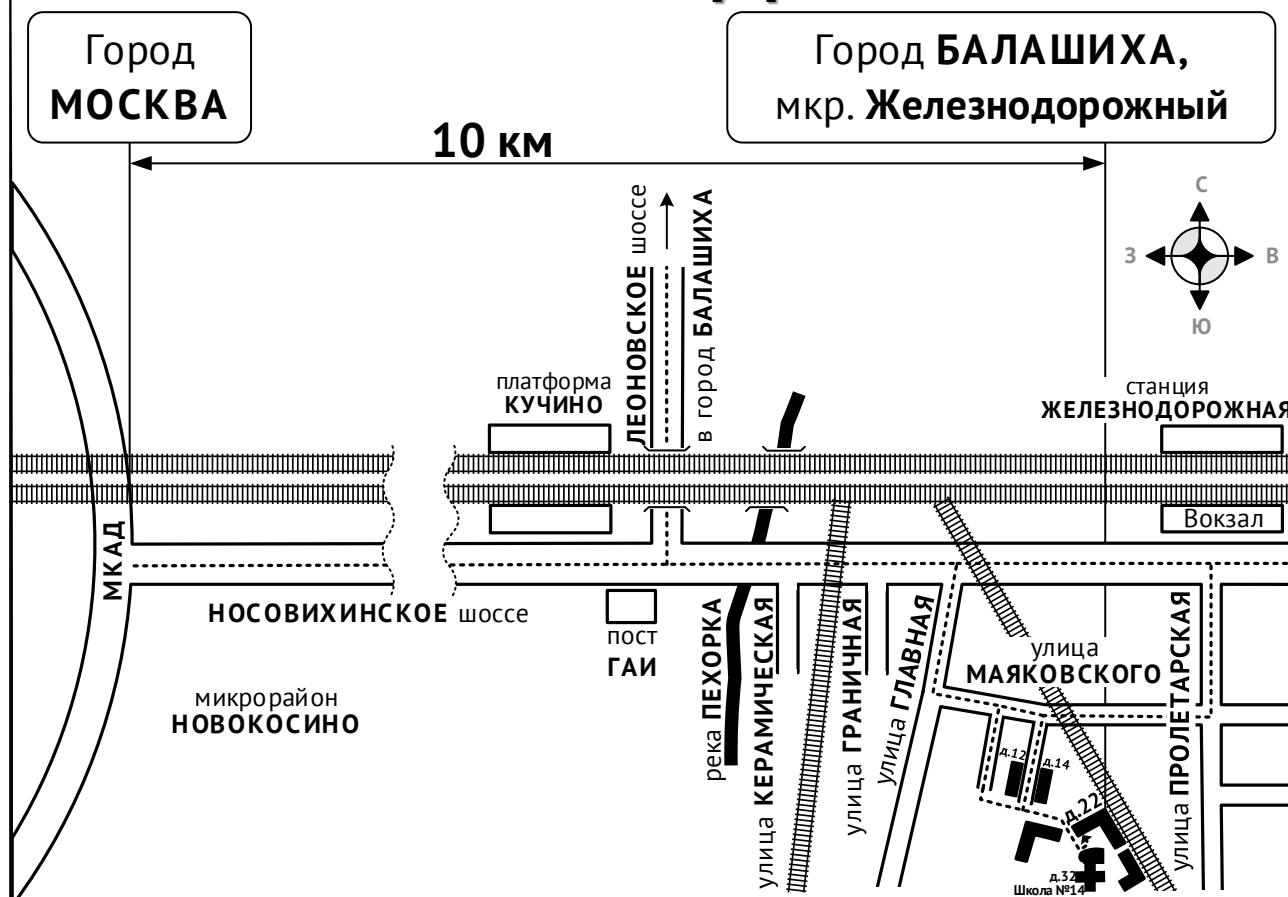 Город
МОСКВА
Город БАЛАШИХА,
мкр. Железнодорожный
10 км
ЛЕОНОВСКОЕ шоссе
в город БАЛАШИХА
С
З
В
Ю
платформа
КУЧИНО
станция
ЖЕЛЕЗНОДОРОЖНАЯ
Вокзал
МКАД
НОСОВИХИНСКОЕ шоссе
пост
ГАИ
микрорайон
НОВОКОСИНО
река ПЕХОРКА
улица КЕРАМИЧЕСКАЯ
улица ГРАНИЧНАЯ
улица ГЛАВНАЯ
улица
МАЯКОВСКОГО
улица ПРОЛЕТАРСКАЯ
д.12
д.14
д.22
д.32
Школа №14